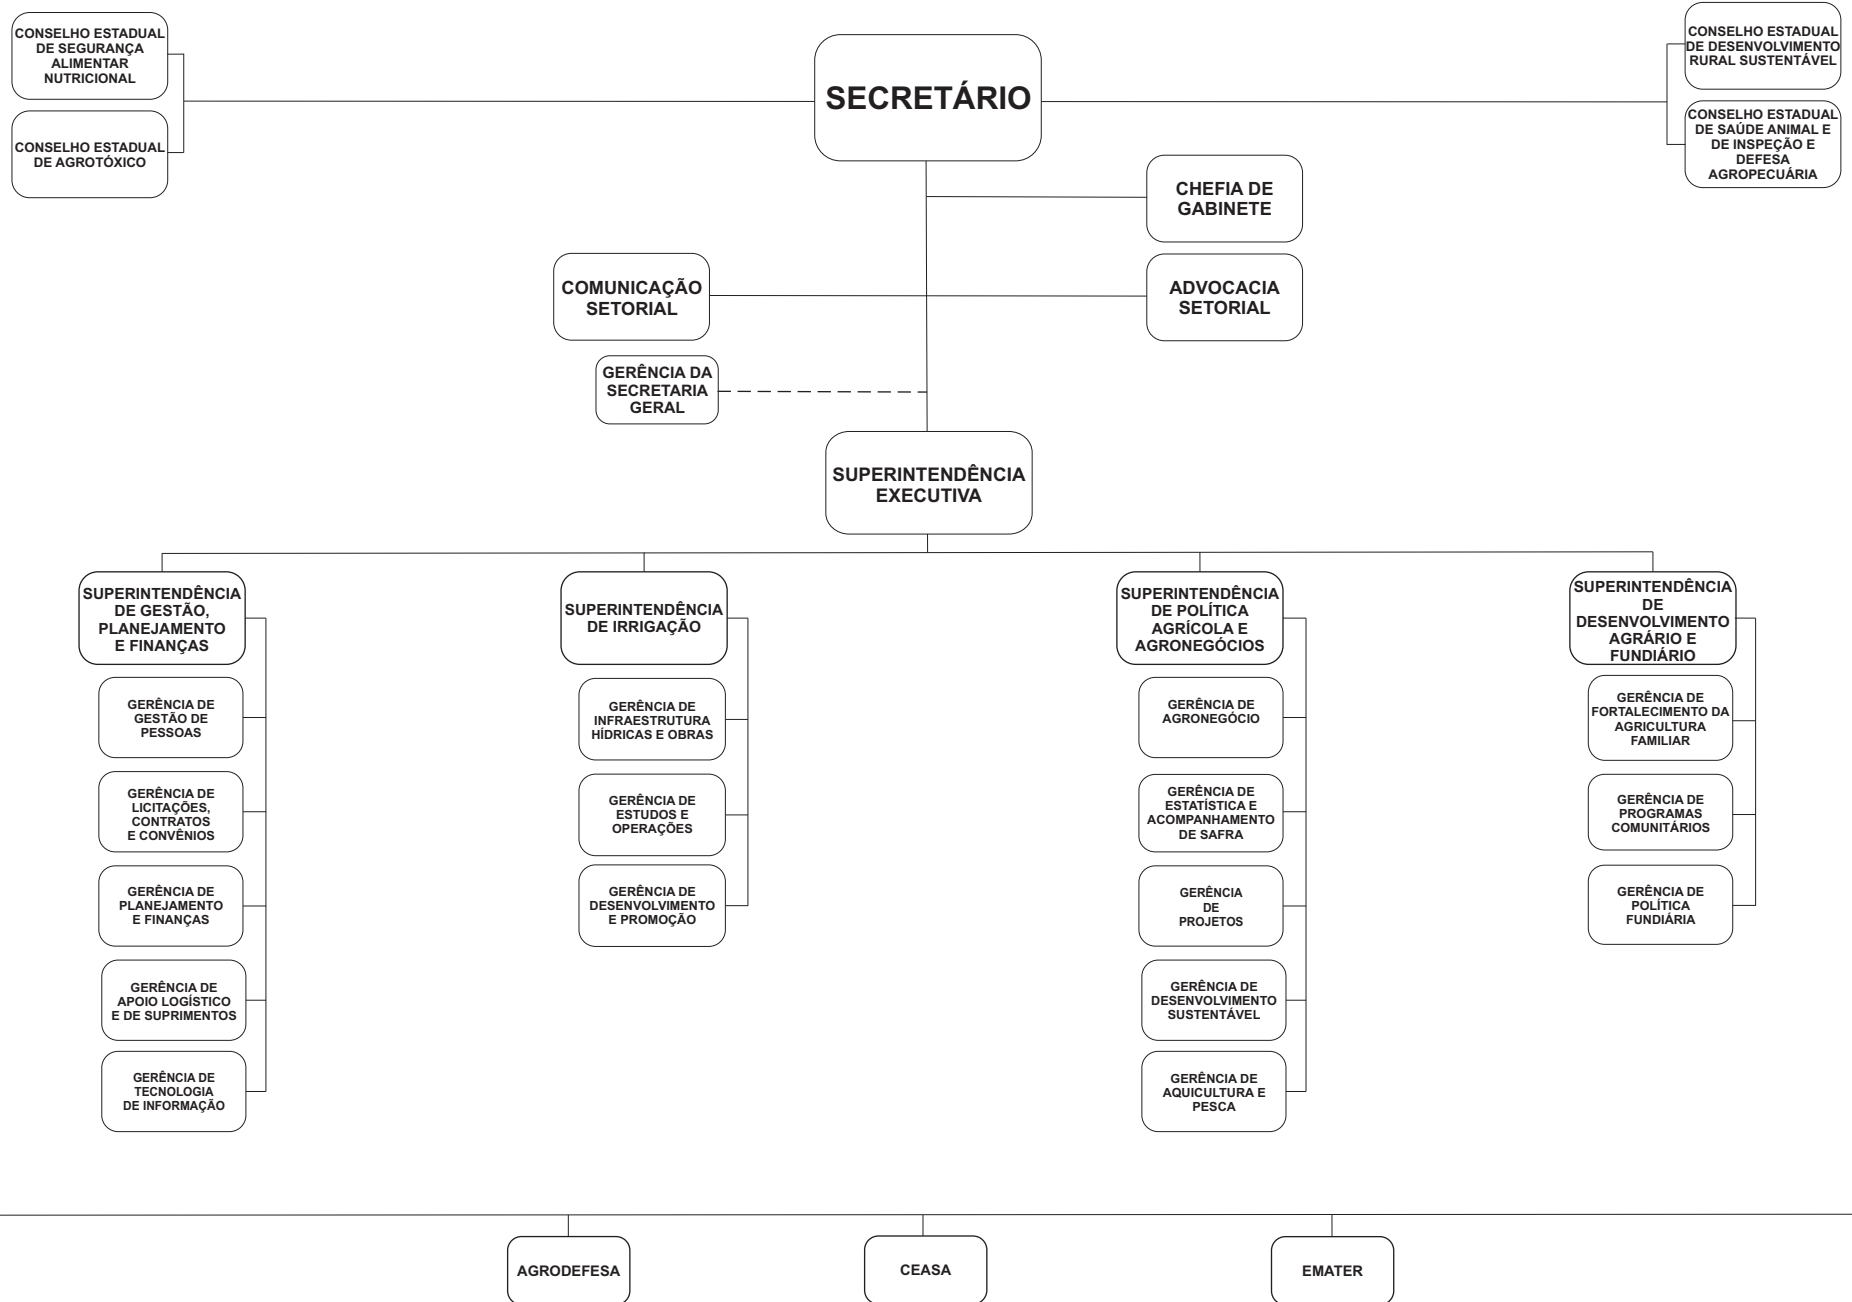 CONSELHO ESTADUAL
DE SEGURANÇA
ALIMENTAR
NUTRICIONAL
CONSELHO ESTADUAL
DE AGROTÓXICO
SECRETÁRIO
CONSELHO ESTADUAL
DE DESENVOLVIMENTO
RURAL SUSTENTÁVEL
CONSELHO ESTADUAL
DE SAÚDE ANIMAL E
DE INSPEÇÃO E
DEFESA
AGROPECUÁRIA
CHEFIA DE
GABINETE
COMUNICAÇÃO
SETORIAL
ADVOCACIA
SETORIAL
GERÊNCIA DA
SECRETARIA
GERAL
SUPERINTENDÊNCIA
EXECUTIVA
SUPERINTENDÊNCIA
DE GESTÃO,
PLANEJAMENTO
E FINANÇAS
GERÊNCIA DE
GESTÃO DE
PESSOAS
GERÊNCIA DE
LICITAÇÕES,
CONTRATOS
E CONVÊNIOS
GERÊNCIA DE
PLANEJAMENTO
E FINANÇAS
GERÊNCIA DE
APOIO LOGÍSTICO
E DE SUPRIMENTOS
GERÊNCIA DE
TECNOLOGIA
DE INFORMAÇÃO
SUPERINTENDÊNCIA
DE IRRIGAÇÃO
GERÊNCIA DE
INFRAESTRUTURA
HÍDRICAS E OBRAS
GERÊNCIA DE
ESTUDOS E
OPERAÇÕES
GERÊNCIA DE
DESENVOLVIMENTO
E PROMOÇÃO
SUPERINTENDÊNCIA
DE POLÍTICA
AGRÍCOLA E
AGRONEGÓCIOS
GERÊNCIA DE
AGRONEGÓCIO
GERÊNCIA DE
ESTATÍSTICA E
ACOMPANHAMENTO
DE SAFRA
GERÊNCIA
DE
PROJETOS
GERÊNCIA DE
DESENVOLVIMENTO
SUSTENTÁVEL
GERÊNCIA DE
AQUICULTURA E
PESCA
SUPERINTENDÊNCIA
DE
DESENVOLVIMENTO
AGRÁRIO E
FUNDIÁRIO
GERÊNCIA DE
FORTALECIMENTO DA
AGRICULTURA
FAMILIAR
GERÊNCIA DE
PROGRAMAS
COMUNITÁRIOS
GERÊNCIA DE
POLÍTICA
FUNDIÁRIA
AGRODEFESA
CEASA
EMATER